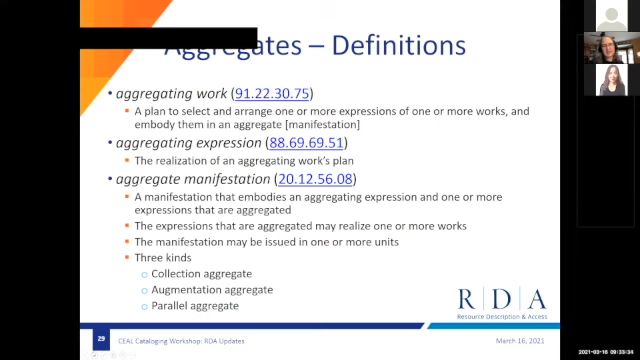 Aggregates – Definitions
• aggregating work (91.22.30.75)
▪ A plan to select and arrange one or more expressions of one or more works, and
embody them in an aggregate [manifestation]
• aggregating expression (88.69.69.51)
▪ The realization of an aggregating work's plan
• aggregate manifestation (20.12.56.08)
▪ A manifestation that embodies an aggregating expression and one or more
expressions that are aggregated
▪ The expressions that are aggregated may realize one or more works
▪ The manifestation may be issued in one or more units
▪ Three kinds
○ Collection aggregate
○ Augmentation aggregate
○ Parallel aggregate
R | D | A
Resource Description & Access
29
CEAL Cataloging Workshop: RDA Updates
March 16, 2021
2021-03-16 09:33:34